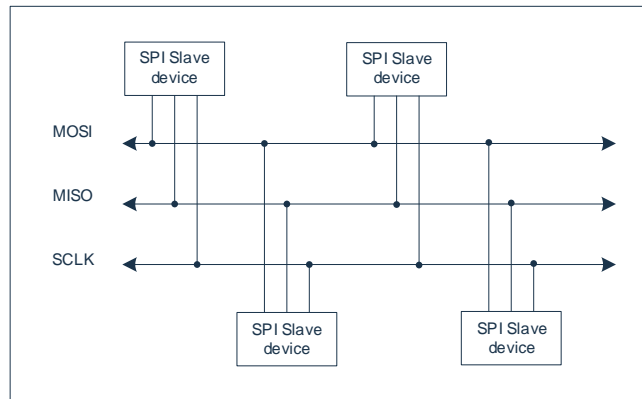 SPI Slave
device
SPI Slave
device
MOSI
MISO
SCLK
SPI Slave
device
SPI Slave
device